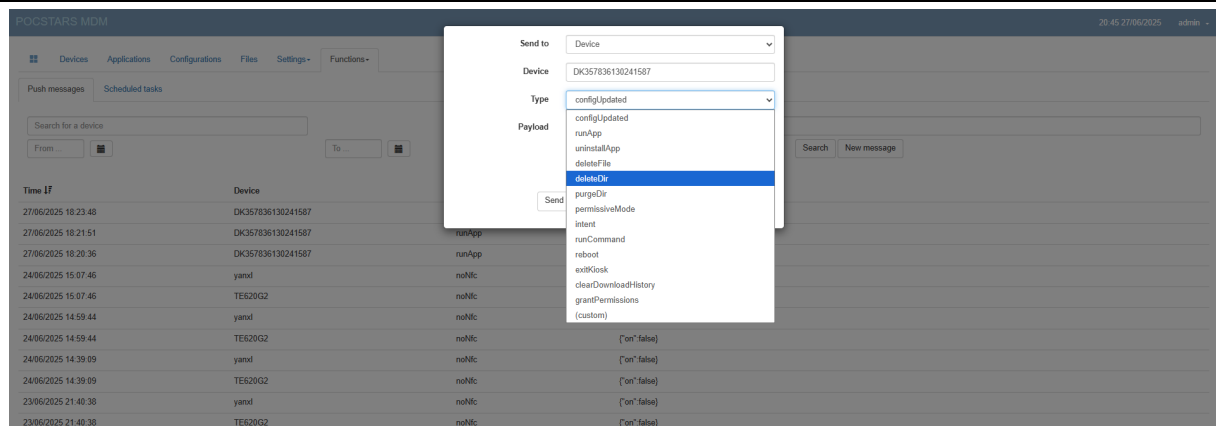 POCSTARS MDM 20:45 27/06/2025 admin
Devices Applications Configurations Files Settings Functions
Push messages Scheduled tasks
Search for a device
From ... To ... Search New message
Send to Device
Device DK357836130241587
Type configUpdated
Payload
configUpdated
runApp
uninstallApp
deleteFile
deleteDir
purgeDir
permissiveMode
intent
runCommand
reboot
exitKiosk
clearDownloadHistory
grantPermissions
(custom)
Send
Time Device
27/06/2025 18:23:48 DK357836130241587
27/06/2025 18:21:51 DK357836130241587 runApp
27/06/2025 18:20:36 DK357836130241587 runApp
24/06/2025 15:07:46 yanxl noNfc
24/06/2025 15:07:46 TE620G2 noNfc
24/06/2025 14:59:44 yanxl noNfc
24/06/2025 14:59:44 TE620G2 noNfc {"on":false}
24/06/2025 14:39:09 yanxl noNfc {"on":false}
24/06/2025 14:39:09 TE620G2 noNfc {"on":false}
23/06/2025 21:40:38 yanxl noNfc {"on":false}
23/06/2025 21:40:38 TE620G2 noNfc {"on":false}